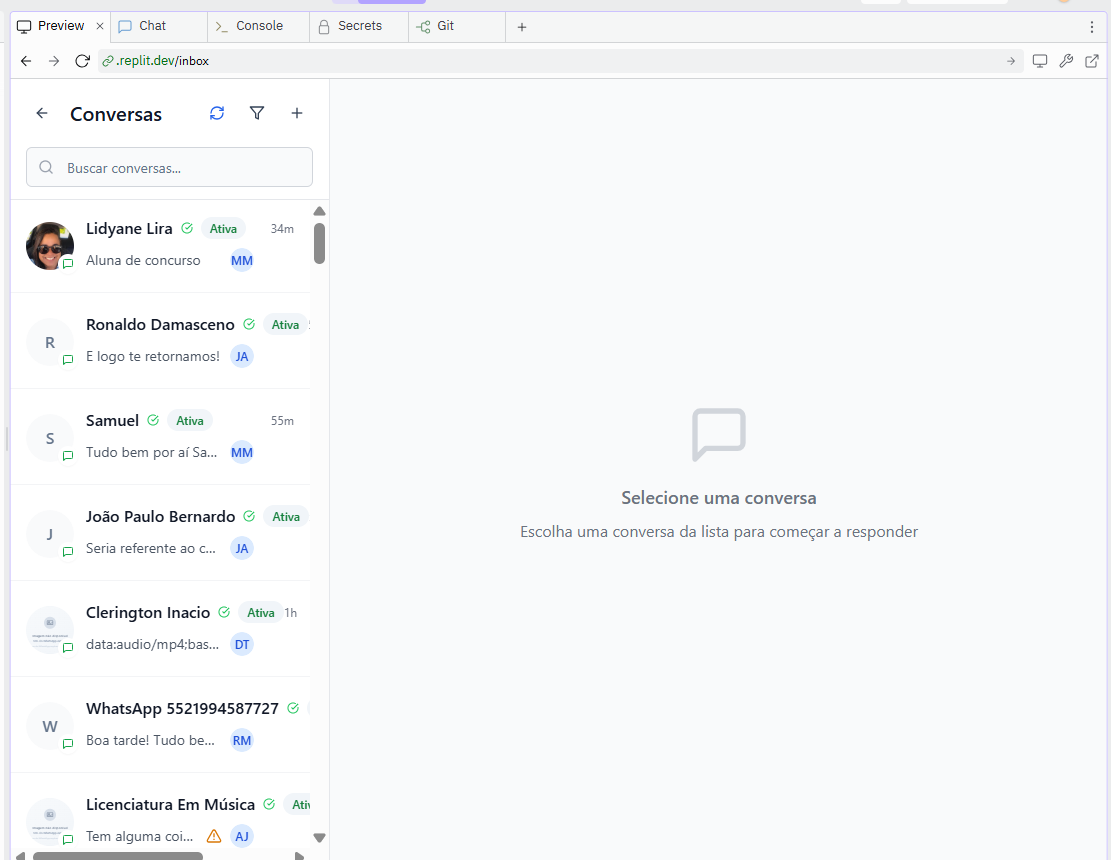 Preview
Chat
Console
Secrets
Git
.replit.dev/inbox
Conversas
Buscar conversas...
Lidyane Lira Ativa 34m
Aluna de concurso MM
Ronaldo Damasceno Ativa
R
E logo te retornamos! JA
Samuel Ativa 55m
S
Tudo bem por aí Sa... MM
João Paulo Bernardo Ativa
J
Seria referente ao c... JA
Clerington Inacio Ativa 1h
data:audio/mp4;bas... DT
WhatsApp 5521994587727
W
Boa tarde! Tudo be... RM
Licenciatura Em Música
Tem alguma coi... AJ
Selecione uma conversa
Escolha uma conversa da lista para começar a responder